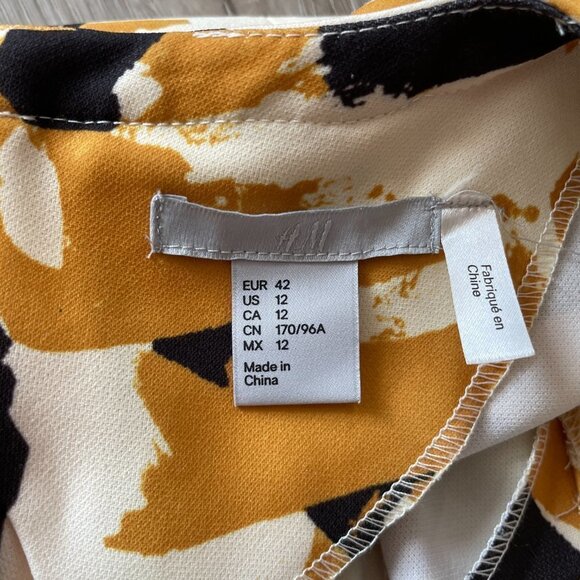 H&M
EUR 42
US 12
CA 12
CN 170/96A
MX 12
Made in
China
Fabriqué en
Chine